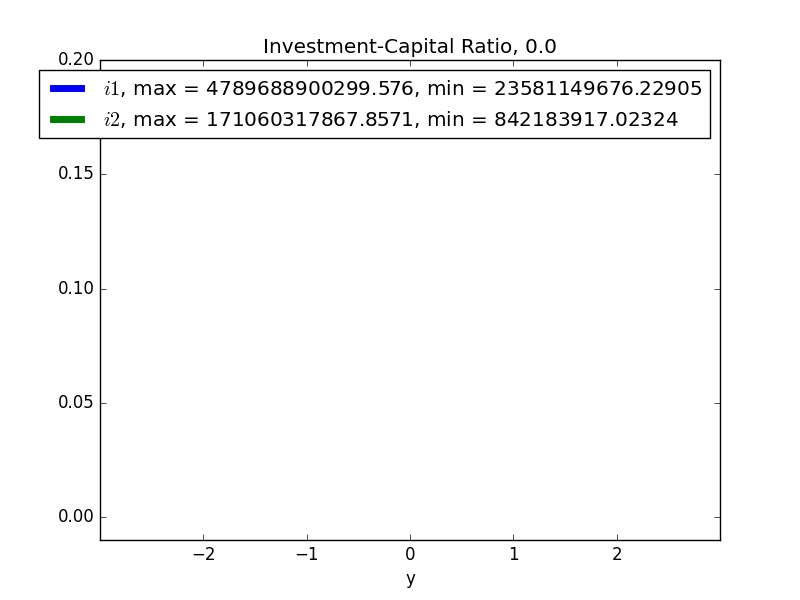 Investment-Capital Ratio, 0.0
0.20
i1, max = 4789688900299.576, min = 23581149676.22905
i2, max = 171060317867.8571, min = 842183917.02324
0.15
0.10
0.05
0.00
−2 −1 0 1 2
y